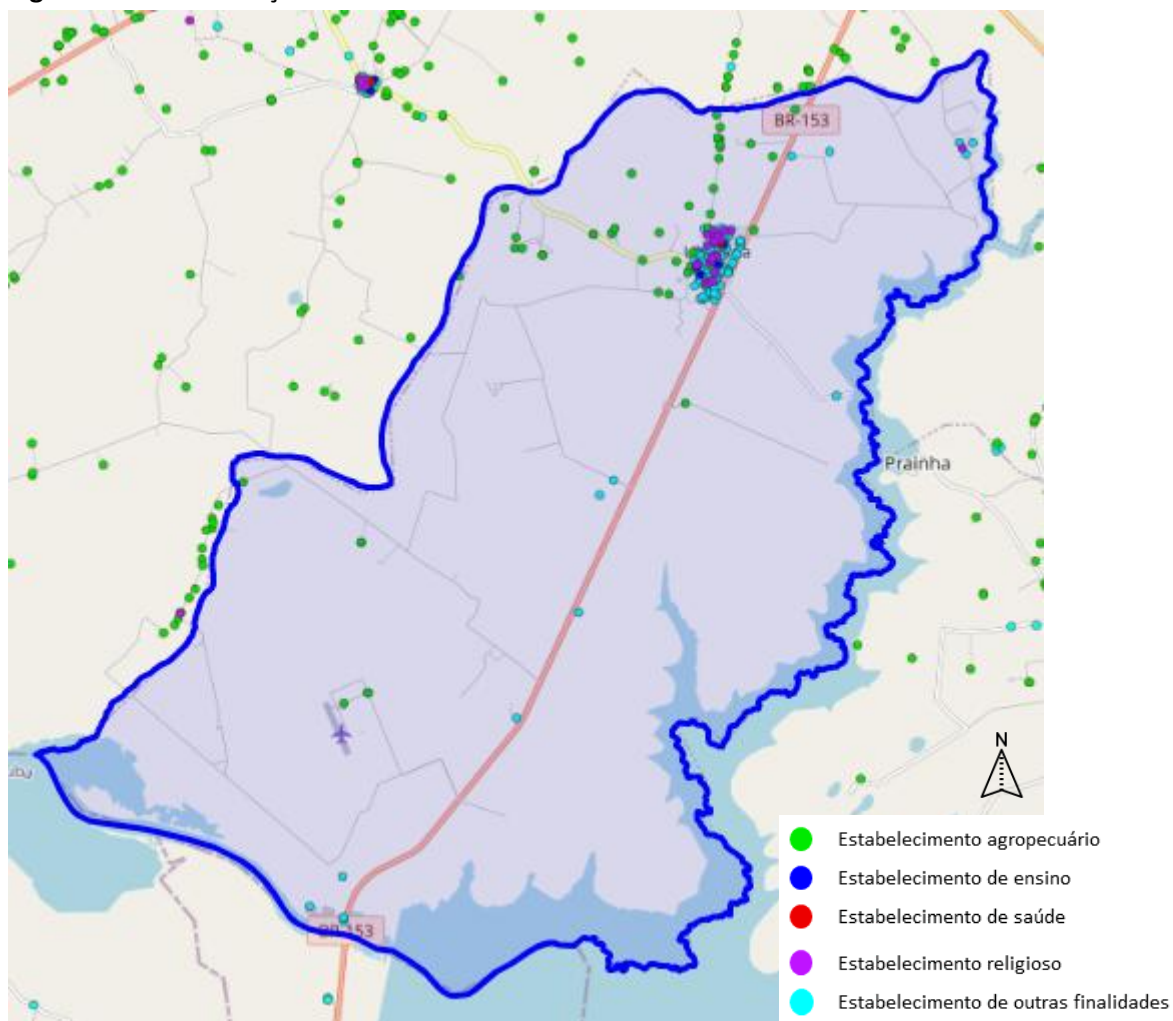 BR-153
Prainha
N
BR-153
Estabelecimento agropecuário
Estabelecimento de ensino
Estabelecimento de saúde
Estabelecimento religioso
Estabelecimento de outras finalidades